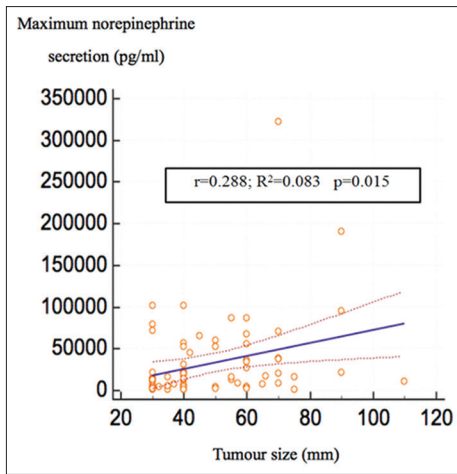 Maximum norepinephrine
secretion (pg/ml)
350000
300000
250000
200000
150000
100000
50000
0
r=0.288; R²=0.083 p=0.015
20 40 60 80 100 120
Tumour size (mm)